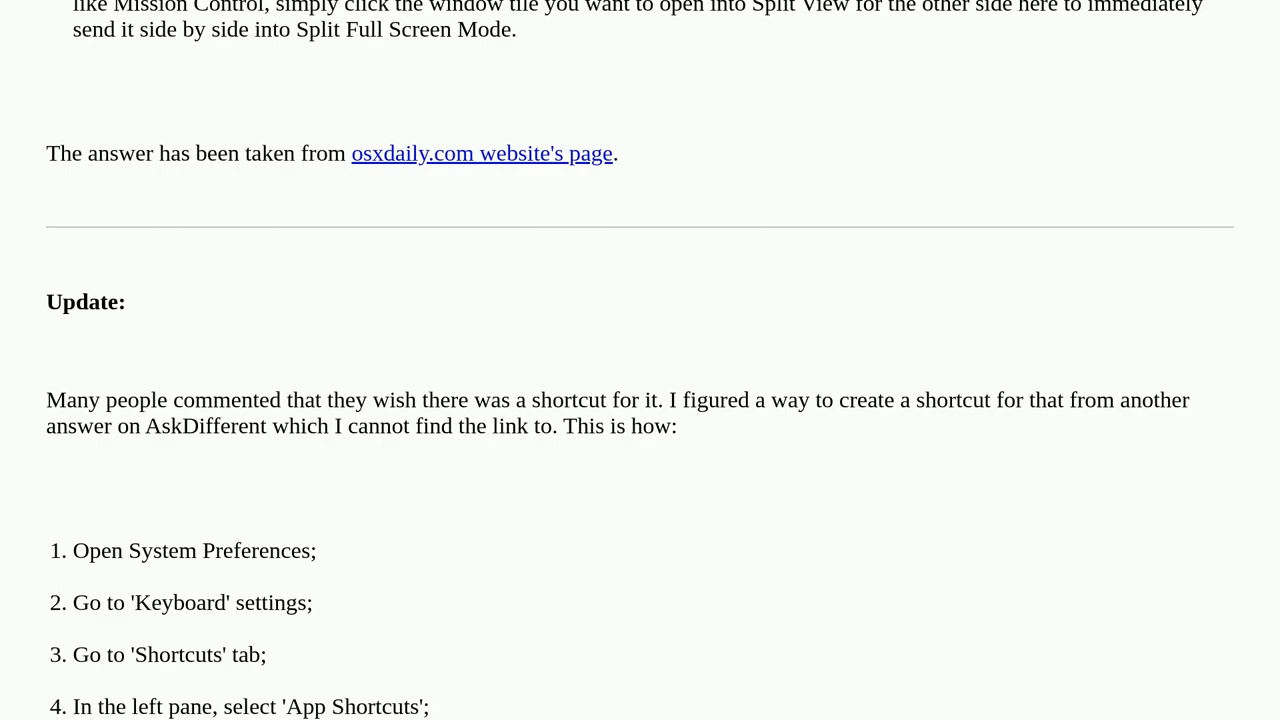 like Mission Control, simply click the window tile you want to open into Split View for the other side here to immediately
send it side by side into Split Full Screen Mode.
The answer has been taken from osxdaily.com website's page.
Update:
Many people commented that they wish there was a shortcut for it. I figured a way to create a shortcut for that from another
answer on AskDifferent which I cannot find the link to. This is how:
1. Open System Preferences;
2. Go to 'Keyboard' settings;
3. Go to 'Shortcuts' tab;
4. In the left pane, select 'App Shortcuts';